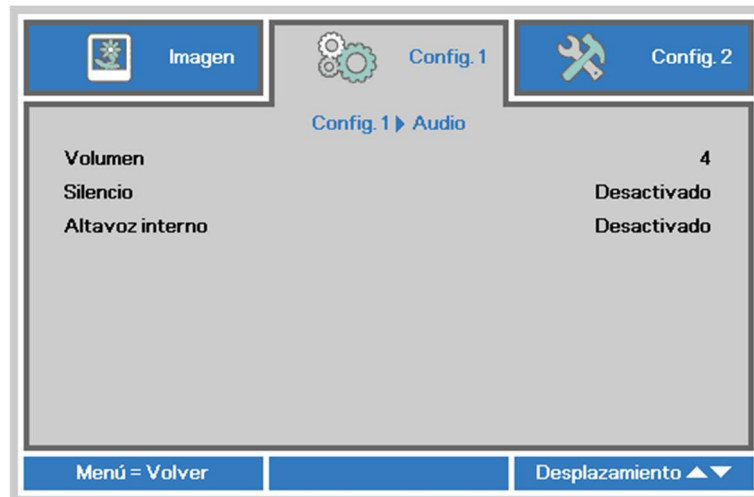 Imagen
Config. 1
Config. 2
Config. 1 ▶ Audio
Volumen 4
Silencio Desactivado
Altavoz interno Desactivado
Menú = Volver
Desplazamiento ▲▼